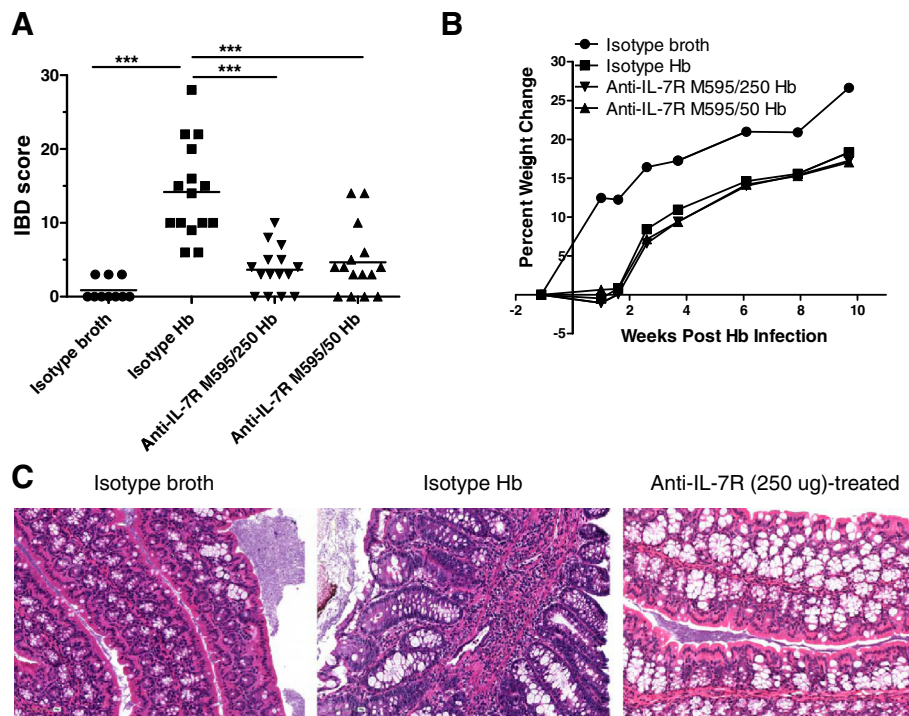 A
***
***
***
30
20
10
0
IBD score
Isotype broth
Isotype Hb
Anti-IL-7R M595/250 Hb
Anti-IL-7R M595/50 Hb
B
Isotype broth
Isotype Hb
Anti-IL-7R M595/250 Hb
Anti-IL-7R M595/50 Hb
Percent Weight Change
30
25
20
15
10
5
-5
-2
2
4
6
8
10
Weeks Post Hb Infection
C
Isotype broth
Isotype Hb
Anti-IL-7R (250 ug)-treated